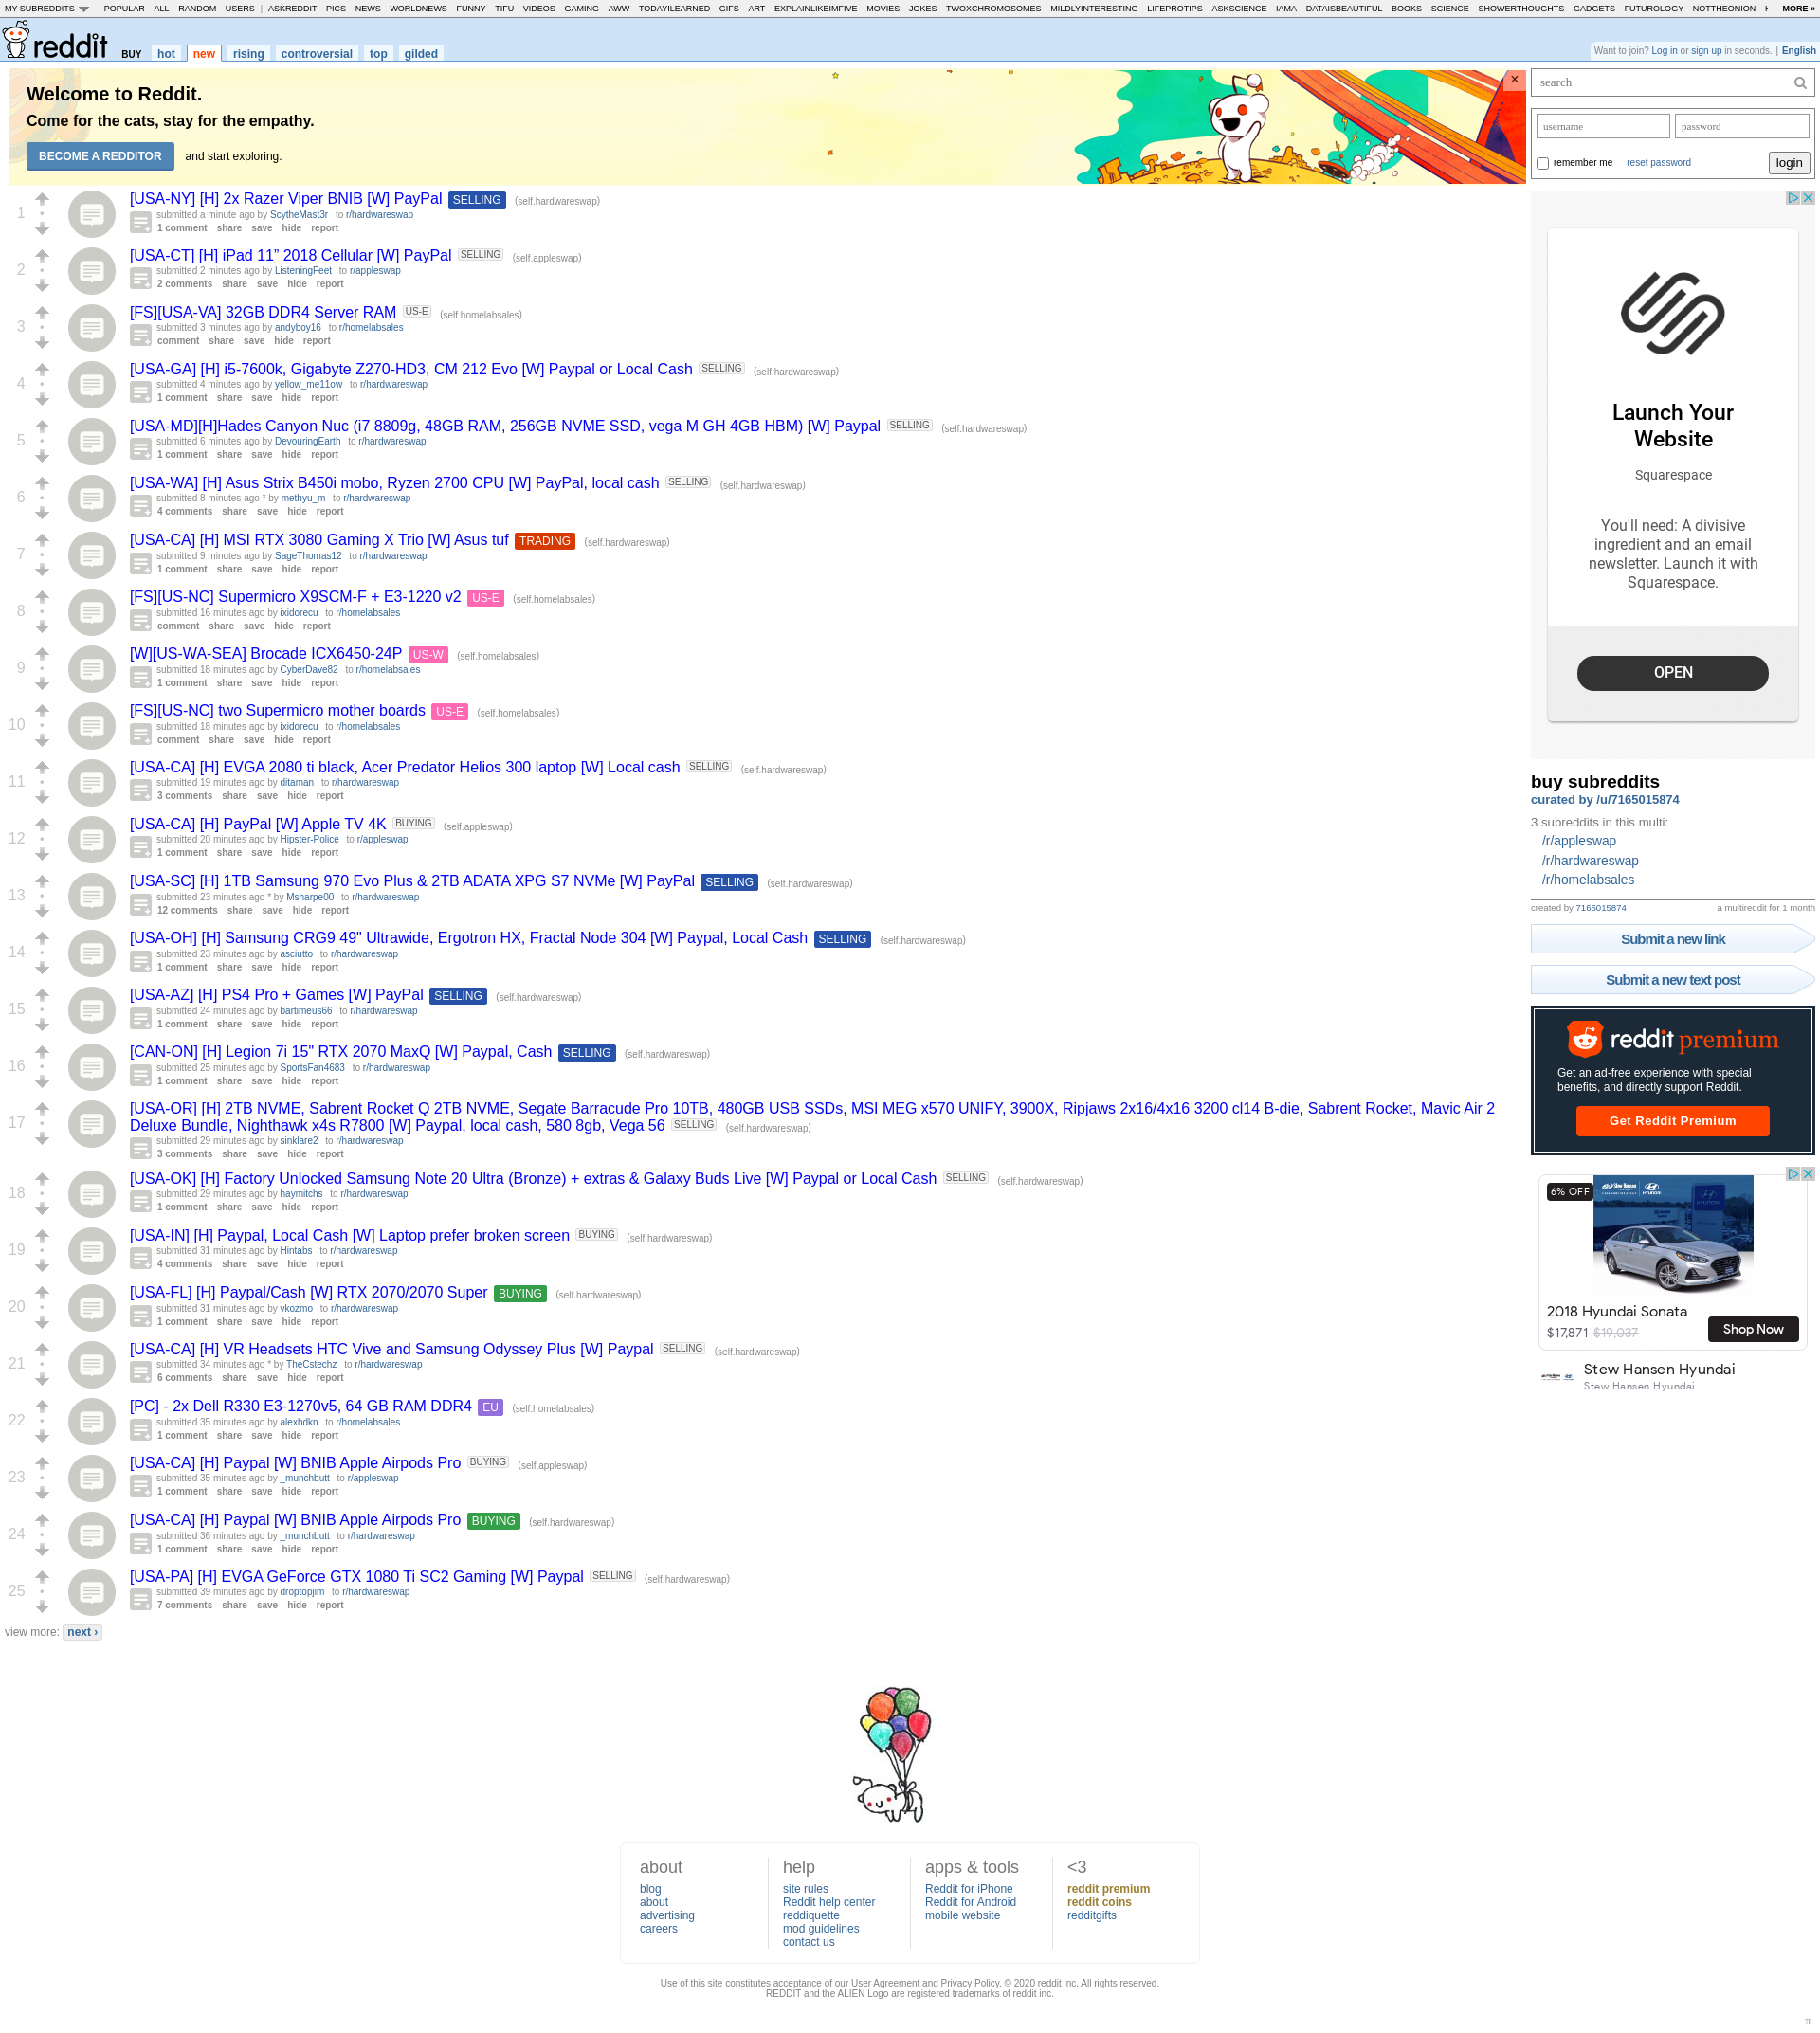 MY SUBREDDITS POPULAR - ALL - RANDOM - USERS | ASKREDDIT - PICS - NEWS - WORLDNEWS - FUNNY - TIFU - VIDEOS - GAMING - AWW - TODAYILEARNED - GIFS - ART - EXPLAINLIKEIMFIVE - MOVIES - JOKES - TWOXCHROMOSOMES - MILDLYINTERESTING - LIFEPROTIPS - ASKSCIENCE - IAMA - DATAISBEAUTIFUL - BOOKS - SCIENCE - SHOWERTHOUGHTS - GADGETS - FUTUROLOGY - NOTTHEONION - MORE »
reddit BUY hot new rising controversial top gilded
Want to join? Log in or sign up in seconds. | English
Welcome to Reddit.
Come for the cats, stay for the empathy.
BECOME A REDDITOR and start exploring.
×
1
[USA-NY] [H] 2x Razer Viper BNIB [W] PayPal SELLING (self.hardwareswap)
submitted a minute ago by ScytheMast3r to r/hardwareswap
1 comment share save hide report
2
[USA-CT] [H] iPad 11” 2018 Cellular [W] PayPal SELLING (self.appleswap)
submitted 2 minutes ago by ListeningFeet to r/appleswap
2 comments share save hide report
3
[FS][USA-VA] 32GB DDR4 Server RAM US-E (self.homelabsales)
submitted 3 minutes ago by andyboy16 to r/homelabsales
comment share save hide report
4
[USA-GA] [H] i5-7600k, Gigabyte Z270-HD3, CM 212 Evo [W] Paypal or Local Cash SELLING (self.hardwareswap)
submitted 4 minutes ago by yellow_me11ow to r/hardwareswap
1 comment share save hide report
5
[USA-MD][H]Hades Canyon Nuc (i7 8809g, 48GB RAM, 256GB NVME SSD, vega M GH 4GB HBM) [W] Paypal SELLING (self.hardwareswap)
submitted 6 minutes ago by DevouringEarth to r/hardwareswap
1 comment share save hide report
6
[USA-WA] [H] Asus Strix B450i mobo, Ryzen 2700 CPU [W] PayPal, local cash SELLING (self.hardwareswap)
submitted 8 minutes ago * by methyu_m to r/hardwareswap
4 comments share save hide report
7
[USA-CA] [H] MSI RTX 3080 Gaming X Trio [W] Asus tuf TRADING (self.hardwareswap)
submitted 9 minutes ago by SageThomas12 to r/hardwareswap
1 comment share save hide report
8
[FS][US-NC] Supermicro X9SCM-F + E3-1220 v2 US-E (self.homelabsales)
submitted 16 minutes ago by ixidorecu to r/homelabsales
comment share save hide report
9
[W][US-WA-SEA] Brocade ICX6450-24P US-W (self.homelabsales)
submitted 18 minutes ago by CyberDave82 to r/homelabsales
1 comment share save hide report
10
[FS][US-NC] two Supermicro mother boards US-E (self.homelabsales)
submitted 18 minutes ago by ixidorecu to r/homelabsales
comment share save hide report
11
[USA-CA] [H] EVGA 2080 ti black, Acer Predator Helios 300 laptop [W] Local cash SELLING (self.hardwareswap)
submitted 19 minutes ago by ditaman to r/hardwareswap
3 comments share save hide report
12
[USA-CA] [H] PayPal [W] Apple TV 4K BUYING (self.appleswap)
submitted 20 minutes ago by Hipster-Police to r/appleswap
1 comment share save hide report
13
[USA-SC] [H] 1TB Samsung 970 Evo Plus & 2TB ADATA XPG S7 NVMe [W] PayPal SELLING (self.hardwareswap)
submitted 23 minutes ago * by Msharpe00 to r/hardwareswap
12 comments share save hide report
14
[USA-OH] [H] Samsung CRG9 49" Ultrawide, Ergotron HX, Fractal Node 304 [W] Paypal, Local Cash SELLING (self.hardwareswap)
submitted 23 minutes ago by asciutto to r/hardwareswap
1 comment share save hide report
15
[USA-AZ] [H] PS4 Pro + Games [W] PayPal SELLING (self.hardwareswap)
submitted 24 minutes ago by bartimeus66 to r/hardwareswap
1 comment share save hide report
16
[CAN-ON] [H] Legion 7i 15" RTX 2070 MaxQ [W] Paypal, Cash SELLING (self.hardwareswap)
submitted 25 minutes ago by SportsFan4683 to r/hardwareswap
1 comment share save hide report
17
[USA-OR] [H] 2TB NVME, Sabrent Rocket Q 2TB NVME, Segate Barracude Pro 10TB, 480GB USB SSDs, MSI MEG x570 UNIFY, 3900X, Ripjaws 2x16/4x16 3200 cl14 B-die, Sabrent Rocket, Mavic Air 2
Deluxe Bundle, Nighthawk x4s R7800 [W] Paypal, local cash, 580 8gb, Vega 56 SELLING (self.hardwareswap)
submitted 29 minutes ago by sinklare2 to r/hardwareswap
3 comments share save hide report
18
[USA-OK] [H] Factory Unlocked Samsung Note 20 Ultra (Bronze) + extras & Galaxy Buds Live [W] Paypal or Local Cash SELLING (self.hardwareswap)
submitted 29 minutes ago by haymitchs to r/hardwareswap
1 comment share save hide report
19
[USA-IN] [H] Paypal, Local Cash [W] Laptop prefer broken screen BUYING (self.hardwareswap)
submitted 31 minutes ago by Hintabs to r/hardwareswap
4 comments share save hide report
20
[USA-FL] [H] Paypal/Cash [W] RTX 2070/2070 Super BUYING (self.hardwareswap)
submitted 31 minutes ago by vkozmo to r/hardwareswap
1 comment share save hide report
21
[USA-CA] [H] VR Headsets HTC Vive and Samsung Odyssey Plus [W] Paypal SELLING (self.hardwareswap)
submitted 34 minutes ago * by TheCstechz to r/hardwareswap
6 comments share save hide report
22
[PC] - 2x Dell R330 E3-1270v5, 64 GB RAM DDR4 EU (self.homelabsales)
submitted 35 minutes ago by alexhdkn to r/homelabsales
1 comment share save hide report
23
[USA-CA] [H] Paypal [W] BNIB Apple Airpods Pro BUYING (self.appleswap)
submitted 35 minutes ago by _munchbutt to r/appleswap
1 comment share save hide report
24
[USA-CA] [H] Paypal [W] BNIB Apple Airpods Pro BUYING (self.hardwareswap)
submitted 36 minutes ago by _munchbutt to r/hardwareswap
1 comment share save hide report
25
[USA-PA] [H] EVGA GeForce GTX 1080 Ti SC2 Gaming [W] Paypal SELLING (self.hardwareswap)
submitted 39 minutes ago by droptopjim to r/hardwareswap
7 comments share save hide report
view more: next ›
search
username password
remember me reset password login
Launch Your
Website
Squarespace
You'll need: A divisive
ingredient and an email
newsletter. Launch it with
Squarespace.
OPEN
buy subreddits
curated by /u/7165015874
3 subreddits in this multi:
/r/appleswap
/r/hardwareswap
/r/homelabsales
created by 7165015874 a multireddit for 1 month
Submit a new link
Submit a new text post
reddit premium
Get an ad-free experience with special
benefits, and directly support Reddit.
Get Reddit Premium
6% OFF
2018 Hyundai Sonata
$17,871 $19,037
Shop Now
Stew Hansen Hyundai
Stew Hansen Hyundai
about
blog
about
advertising
careers
help
site rules
Reddit help center
reddiquette
mod guidelines
contact us
apps & tools
Reddit for iPhone
Reddit for Android
mobile website
<3
reddit premium
reddit coins
redditgifts
Use of this site constitutes acceptance of our User Agreement and Privacy Policy. © 2020 reddit inc. All rights reserved.
REDDIT and the ALIEN Logo are registered trademarks of reddit inc.
π